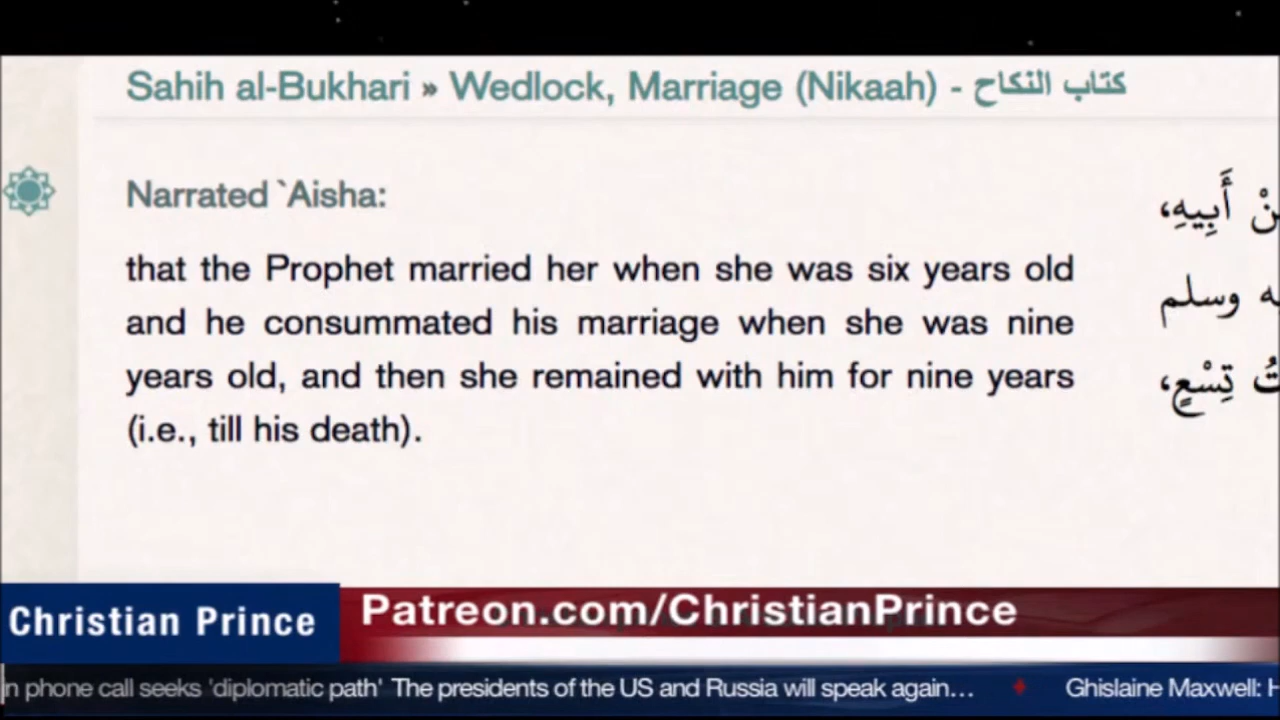 Sahih al-Bukhari » Wedlock, Marriage (Nikaah) - كتاب النكاح
Narrated `Aisha:
that the Prophet married her when she was six years old
and he consummated his marriage when she was nine
years old, and then she remained with him for nine years
(i.e., till his death).
أَبِيهِ،
وسلم
تِسْعٍ،
Christian Prince
Patreon.com/ChristianPrince
n phone call seeks 'diplomatic path' The presidents of the US and Russia will speak again... Ghislaine Maxwell: H